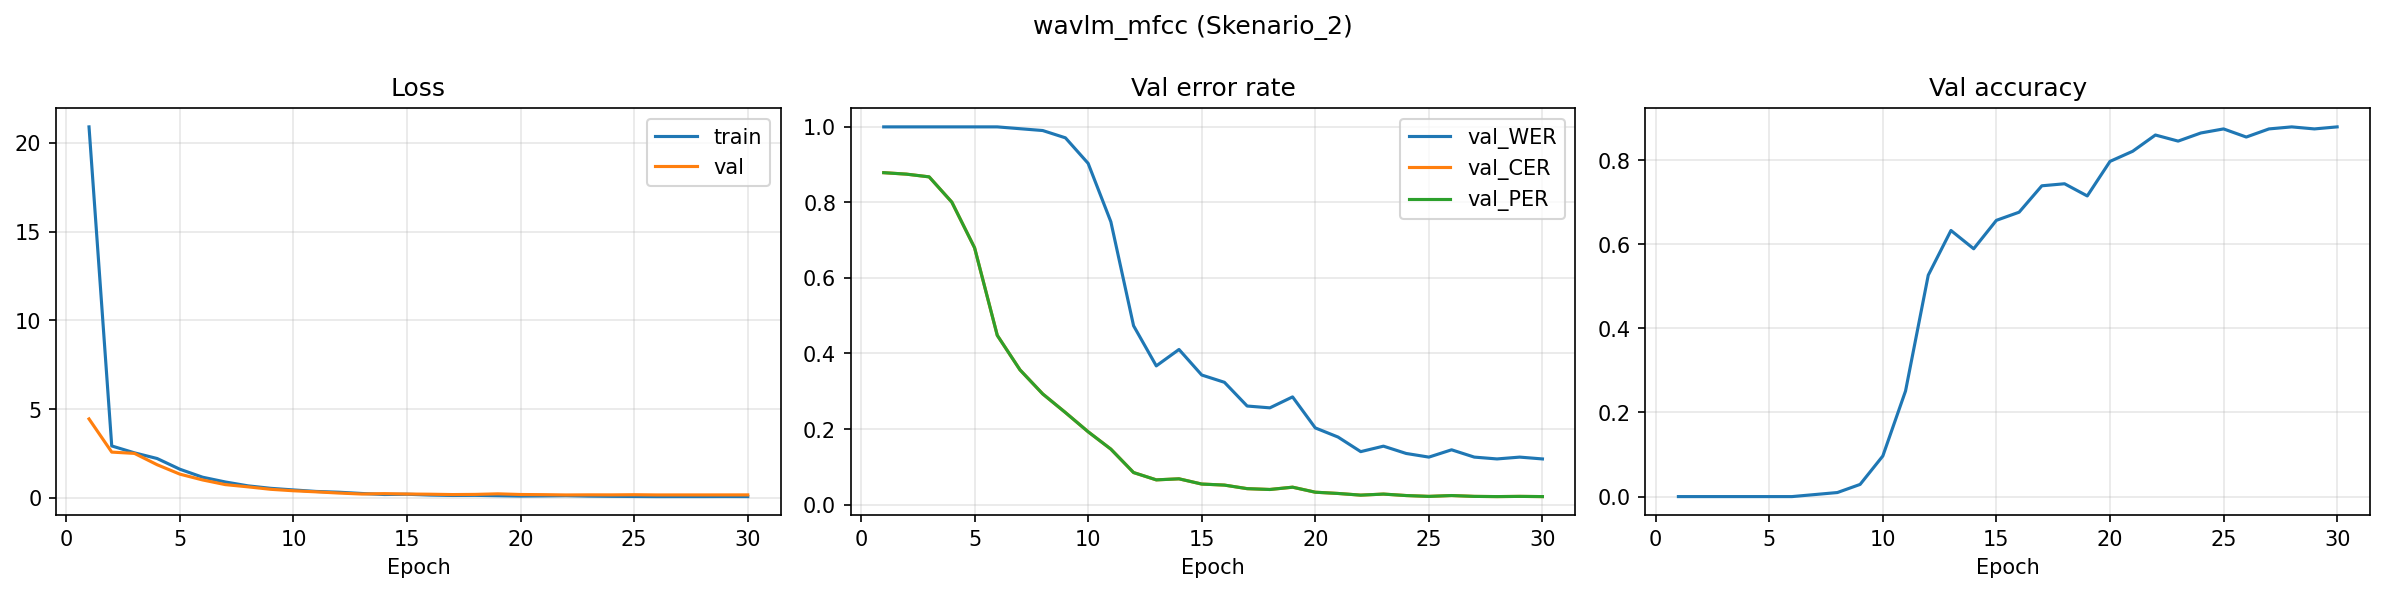 wavlm_mfcc (Skenario_2)
Loss
20
15
10
5
0
0 5 10 15 20 25 30
Epoch
train
val
Val error rate
1.0
0.8
0.6
0.4
0.2
0.0
0 5 10 15 20 25 30
Epoch
val_WER
val_CER
val_PER
Val accuracy
0.8
0.6
0.4
0.2
0.0
0 5 10 15 20 25 30
Epoch